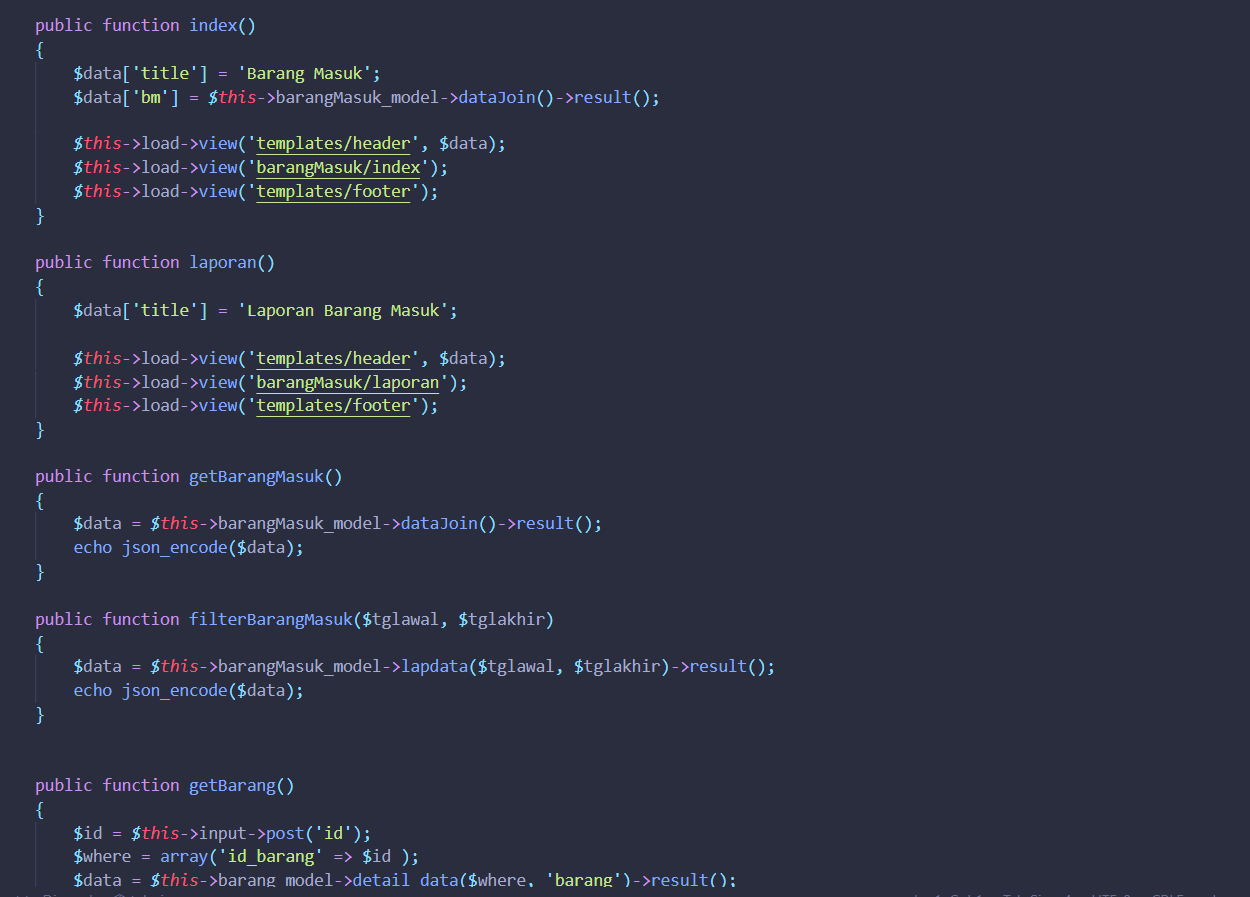 public function index()
{
$data['title'] = 'Barang Masuk';
$data['bm'] = $this->barangMasuk_model->dataJoin()->result();
$this->load->view('templates/header', $data);
$this->load->view('barangMasuk/index');
$this->load->view('templates/footer');
}
public function laporan()
{
$data['title'] = 'Laporan Barang Masuk';
$this->load->view('templates/header', $data);
$this->load->view('barangMasuk/laporan');
$this->load->view('templates/footer');
}
public function getBarangMasuk()
{
$data = $this->barangMasuk_model->dataJoin()->result();
echo json_encode($data);
}
public function filterBarangMasuk($tglawal, $tglakhir)
{
$data = $this->barangMasuk_model->lapdata($tglawal, $tglakhir)->result();
echo json_encode($data);
}
public function getBarang()
{
$id = $this->input->post('id');
$where = array('id_barang' => $id );
$data = $this->barang_model->detail_data($where, 'barang')->result();